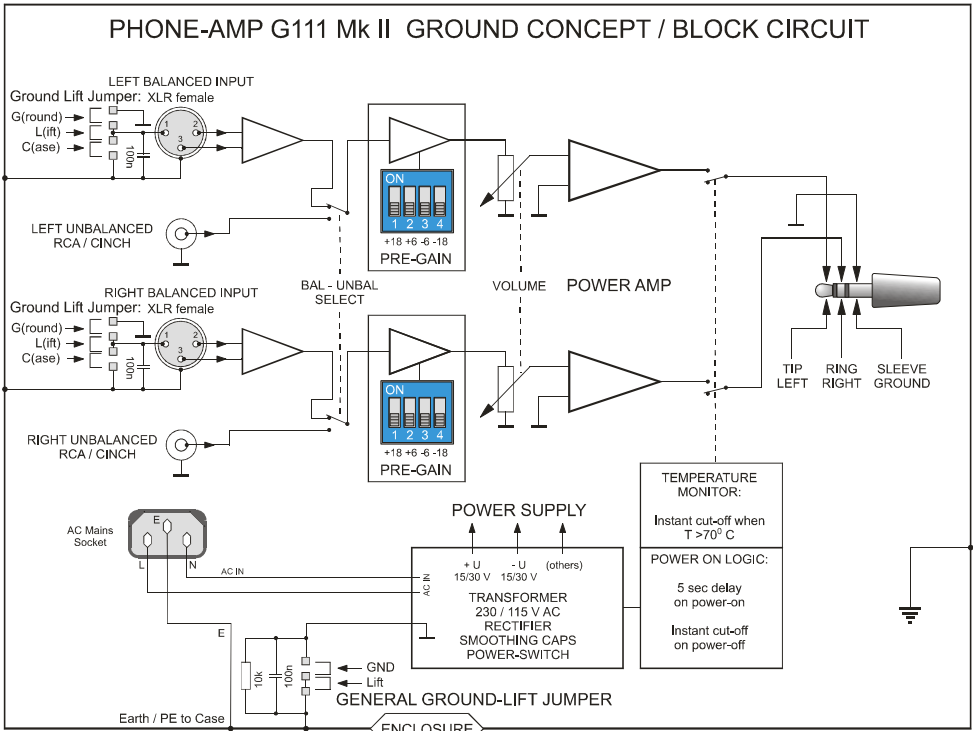 PHONE-AMP G111 Mk II GROUND CONCEPT / BLOCK CIRCUIT
LEFT BALANCED INPUT
Ground Lift Jumper: XLR female
G(round)
L(ift)
C(ase)
1
2
3
100n
LEFT UNBALANCED
RCA / CINCH
ON
1 2 3 4
+18 +6 -6 -18
PRE-GAIN
BAL - UNBAL
SELECT
VOLUME
POWER AMP
RIGHT BALANCED INPUT
Ground Lift Jumper: XLR female
G(round)
L(ift)
C(ase)
1
2
3
100n
RIGHT UNBALANCED
RCA / CINCH
ON
1 2 3 4
+18 +6 -6 -18
PRE-GAIN
TIP
LEFT
RING
RIGHT
SLEEVE
GROUND
TEMPERATURE
MONITOR:
Instant cut-off when
T >70⁰ C
POWER ON LOGIC:
5 sec delay
on power-on
Instant cut-off
on power-off
AC Mains
Socket
E
L
N
AC IN
E
POWER SUPPLY
+ U
15/30 V
- U
15/30 V
(others)
AC IN
TRANSFORMER
230 / 115 V AC
RECTIFIER
SMOOTHING CAPS
POWER-SWITCH
10k
100n
GND
Lift
GENERAL GROUND-LIFT JUMPER
Earth / PE to Case
ENCLOSURE